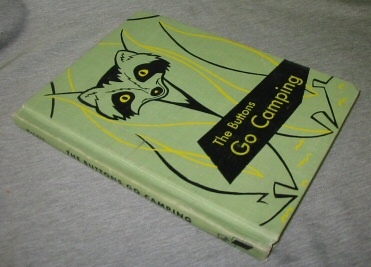 The Buttons
Go Camping
THE BUTTONS GO CAMPING